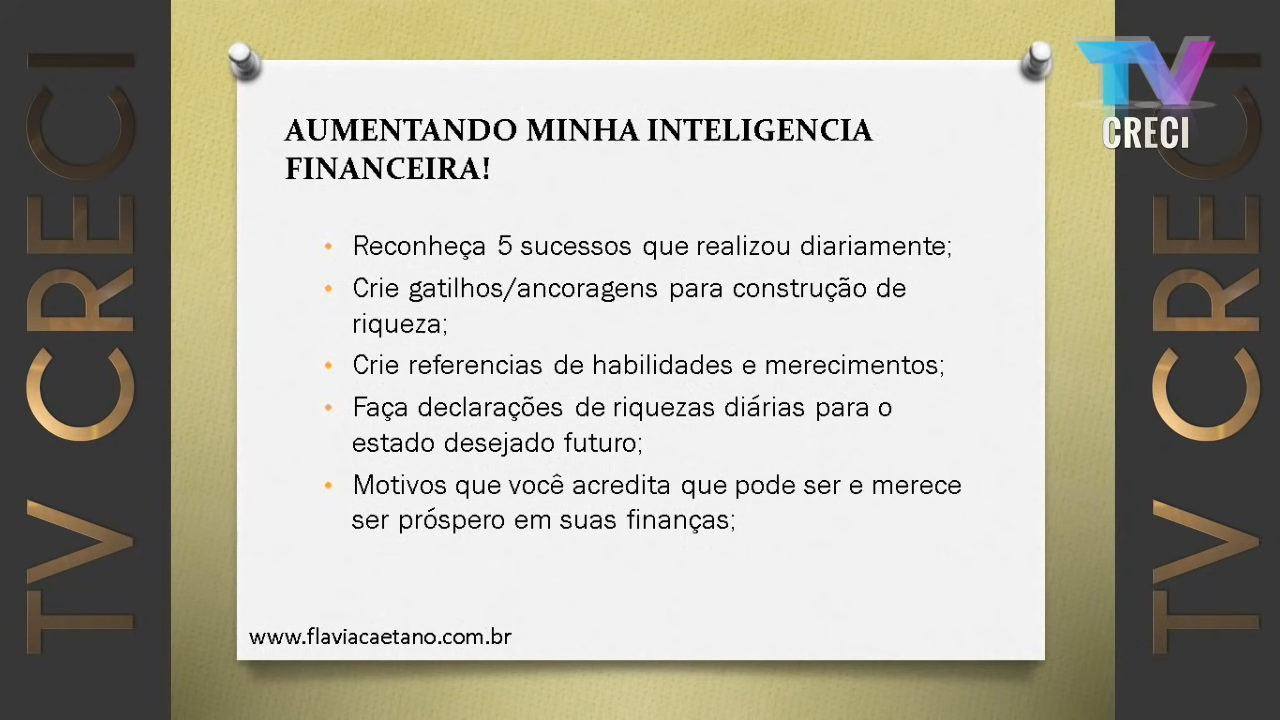 AUMENTANDO MINHA INTELIGENCIA
FINANCEIRA!
• Reconheça 5 sucessos que realizou diariamente;
• Crie gatilhos/ancoragens para construção de
riqueza;
• Crie referencias de habilidades e merecimentos;
• Faça declarações de riquezas diárias para o
estado desejado futuro;
• Motivos que você acredita que pode ser e merece
ser próspero em suas finanças;
www.flaviacaetano.com.br
TV CRECI
TV
CRECI
TV CRECI